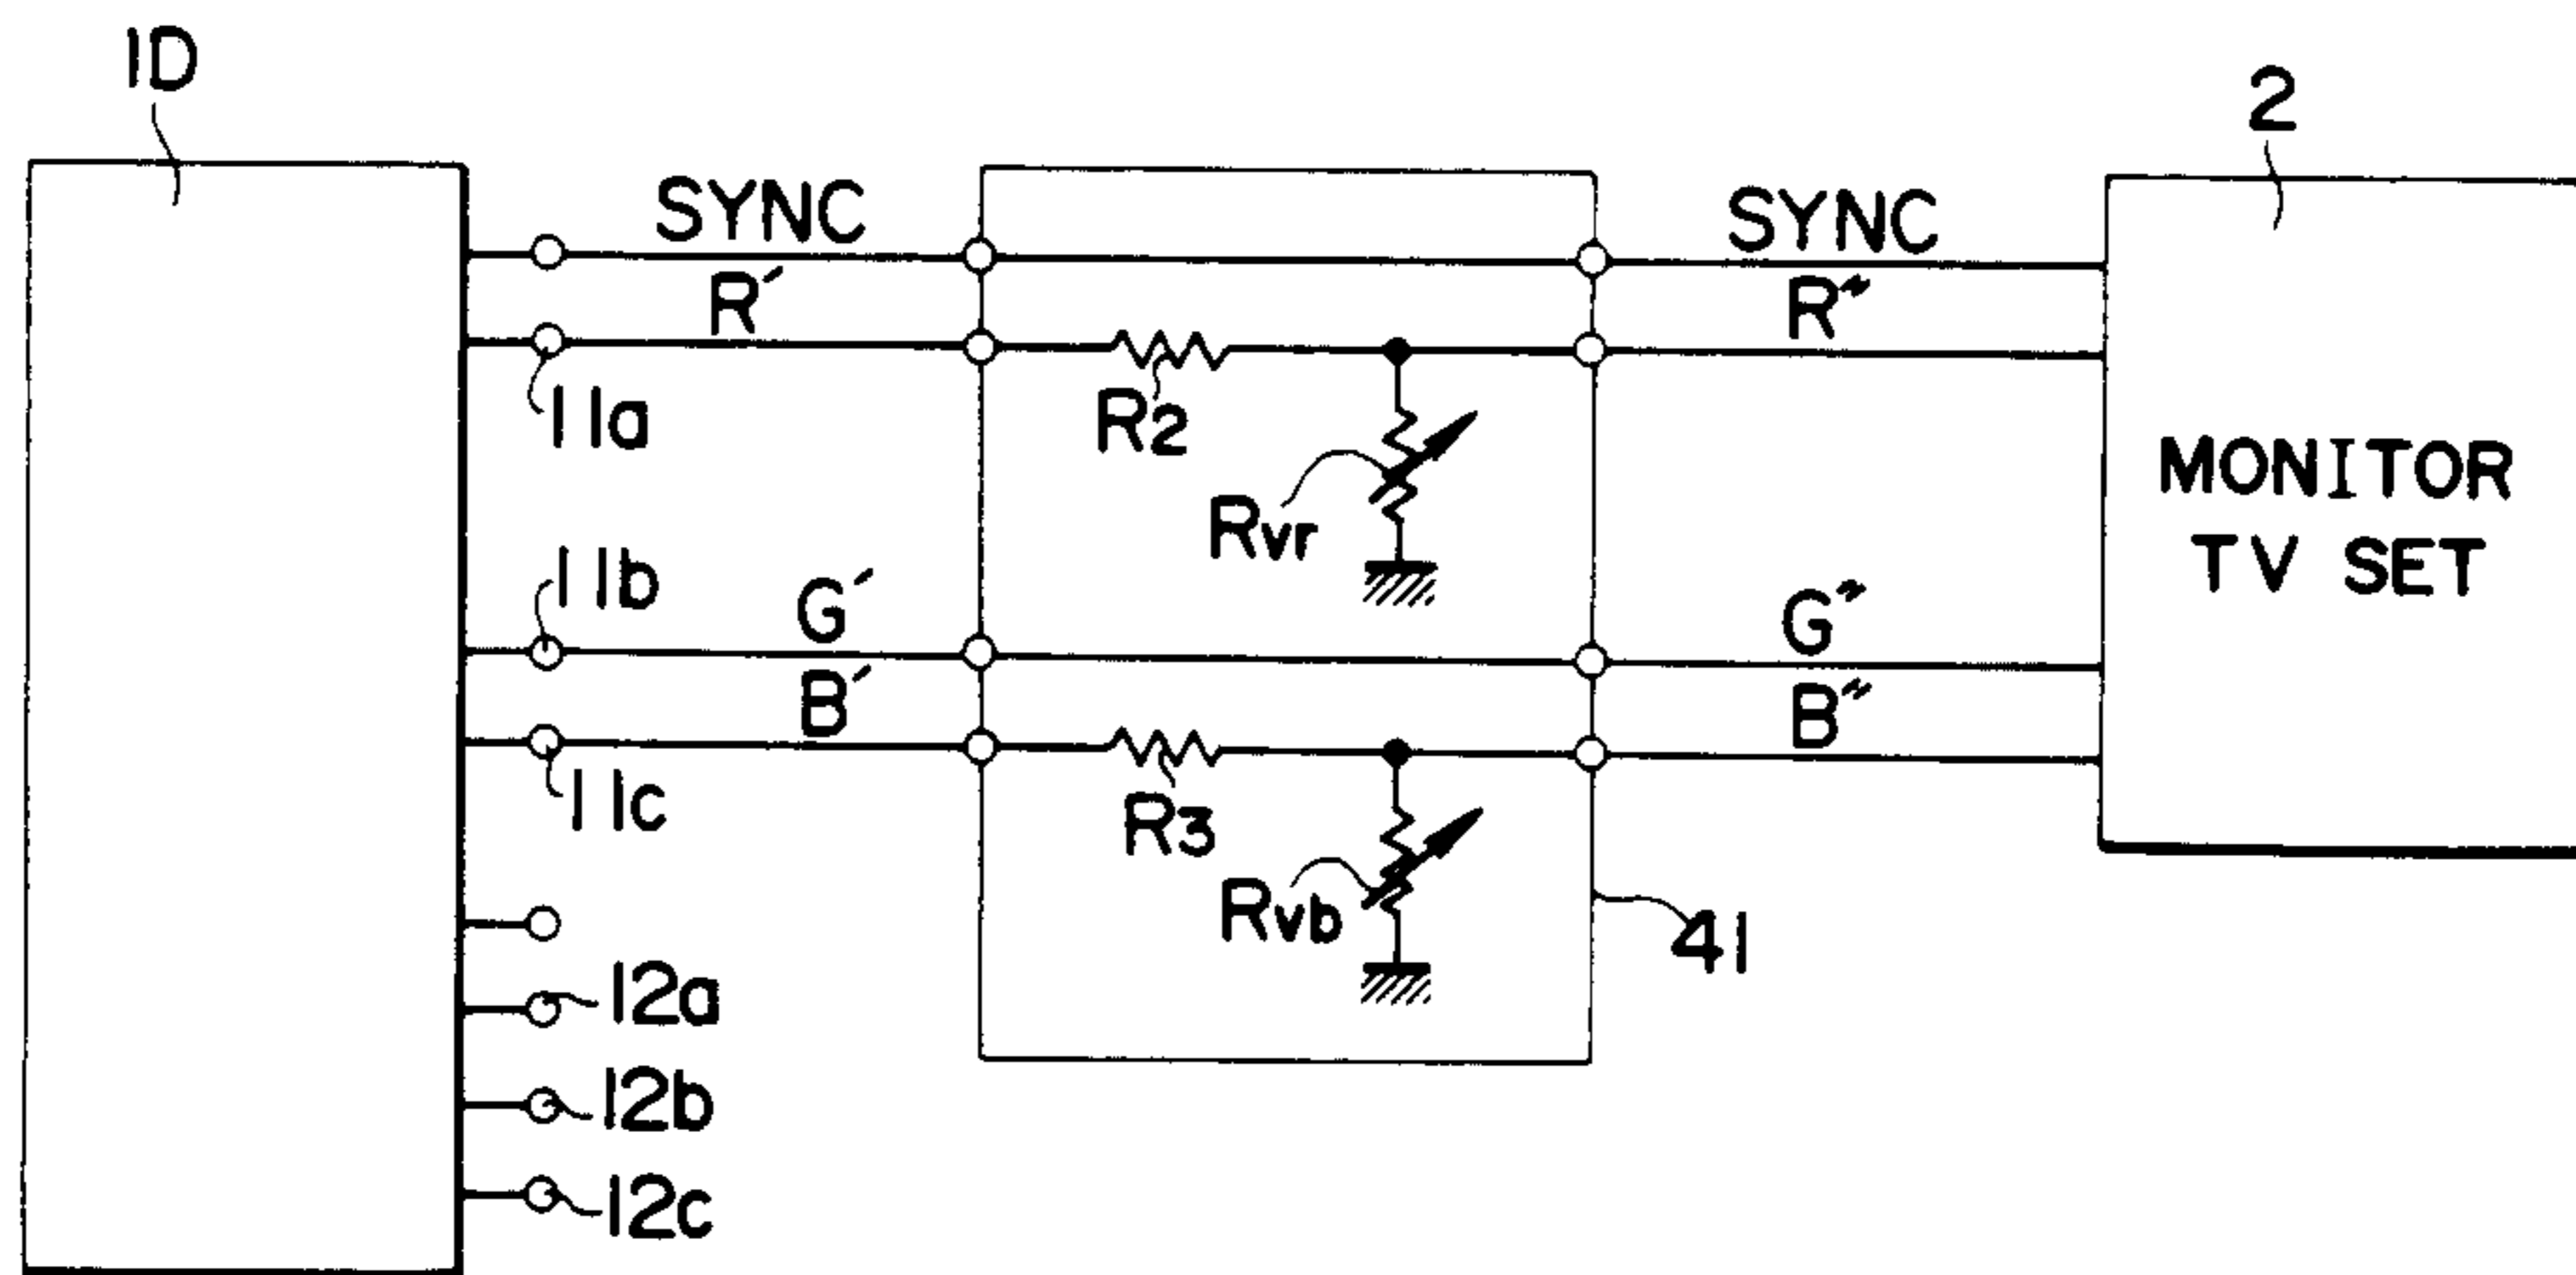 1D
2
SYNC
SYNC
R′
R″
11a
R2
Rvr
MONITOR
TV SET
11b
G′
G″
B′
B″
11c
R3
Rvb
41
12a
12b
12c